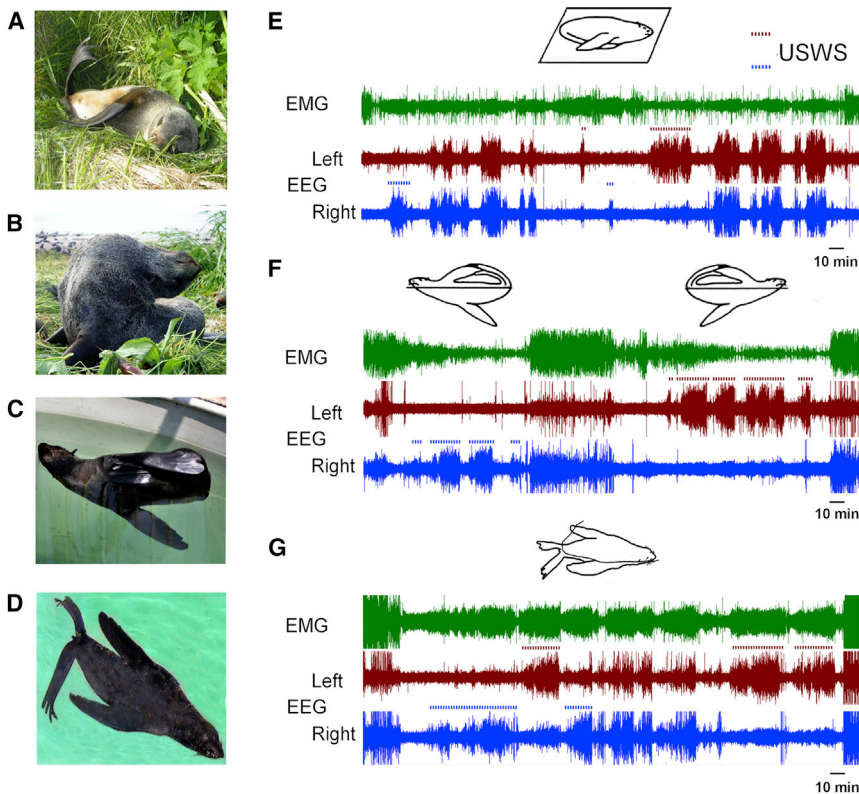 A
B
C
D
E
USWS
EMG
Left
EEG
Right
10 min
F
EMG
Left
EEG
Right
10 min
G
EMG
Left
EEG
Right
10 min